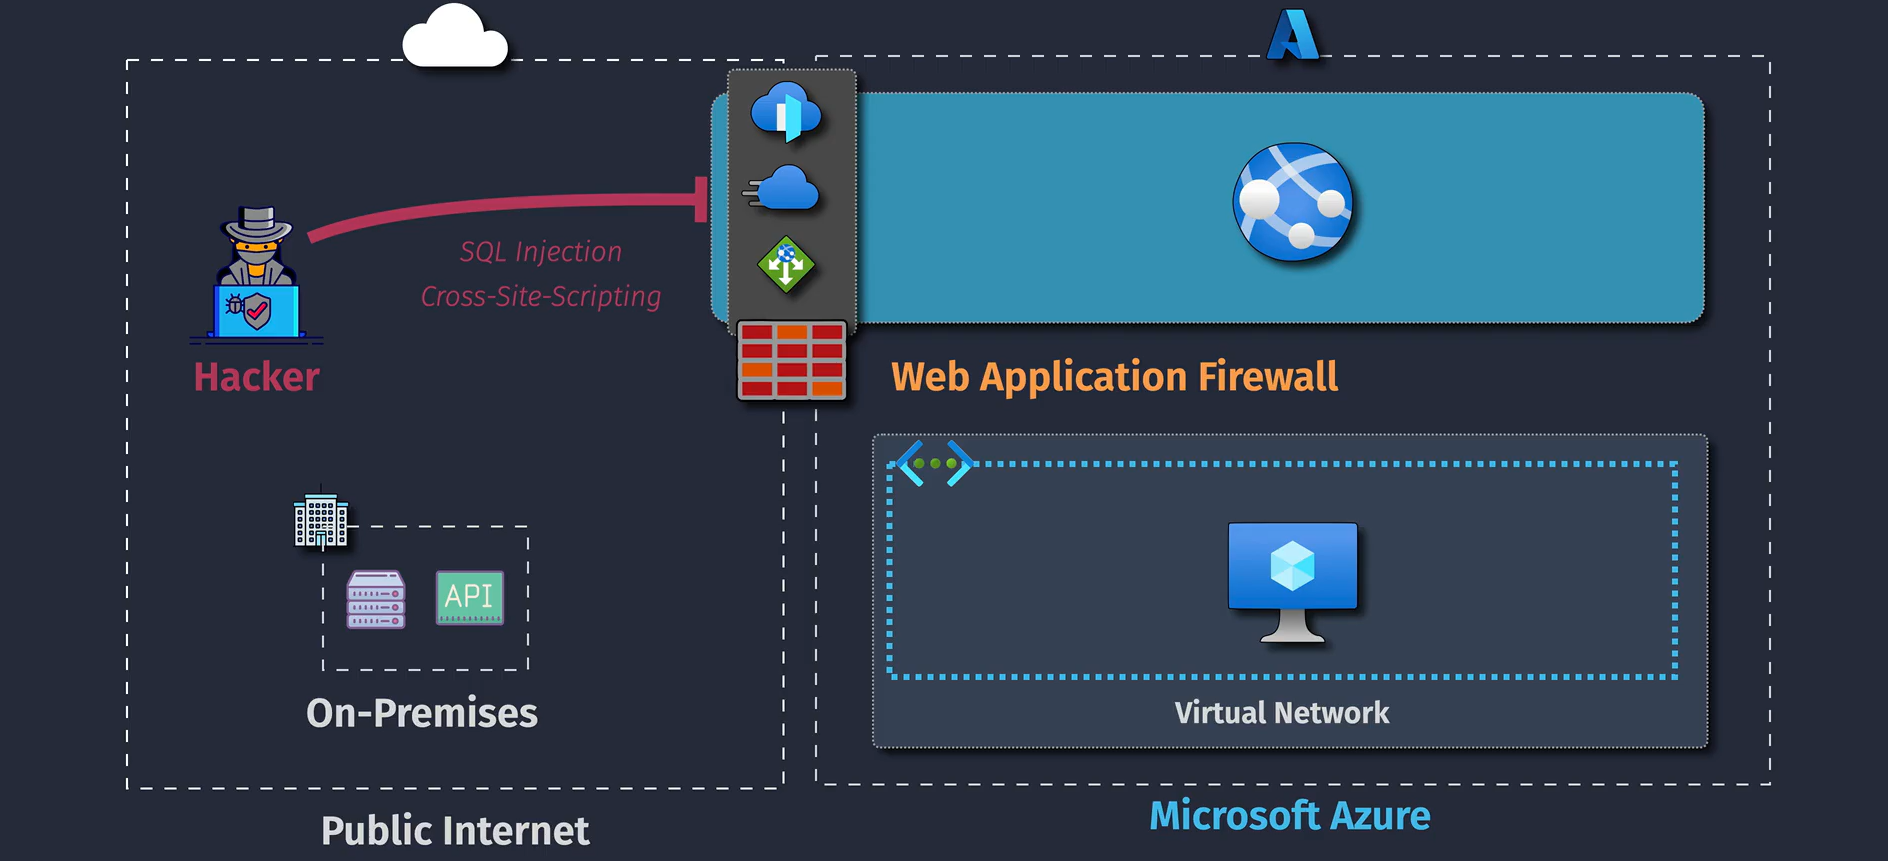 SQL Injection
Cross-Site-Scripting
Hacker
Web Application Firewall
API
On-Premises
Virtual Network
Public Internet
Microsoft Azure